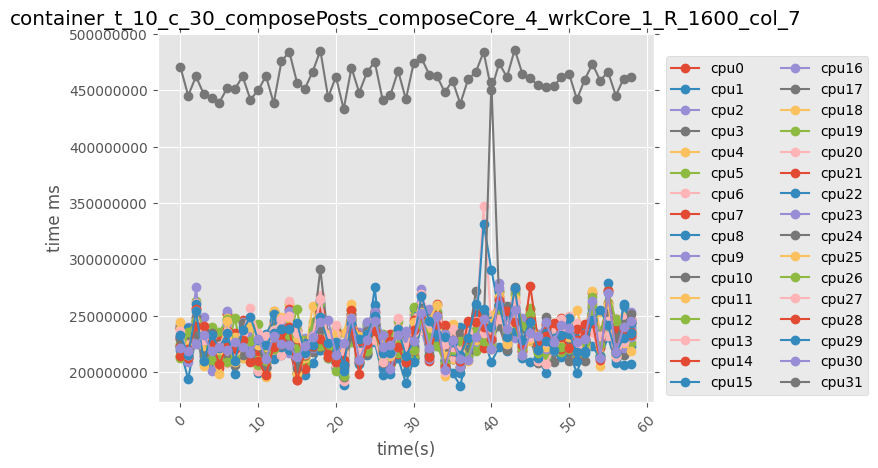 container_t_10_c_30_composePosts_composeCore_4_wrkCore_1_R_1600_col_7
500000000
450000000
400000000
350000000
300000000
250000000
200000000
time ms
0
10
20
30
40
50
60
time(s)
cpu0
cpu1
cpu2
cpu3
cpu4
cpu5
cpu6
cpu7
cpu8
cpu9
cpu10
cpu11
cpu12
cpu13
cpu14
cpu15
cpu16
cpu17
cpu18
cpu19
cpu20
cpu21
cpu22
cpu23
cpu24
cpu25
cpu26
cpu27
cpu28
cpu29
cpu30
cpu31